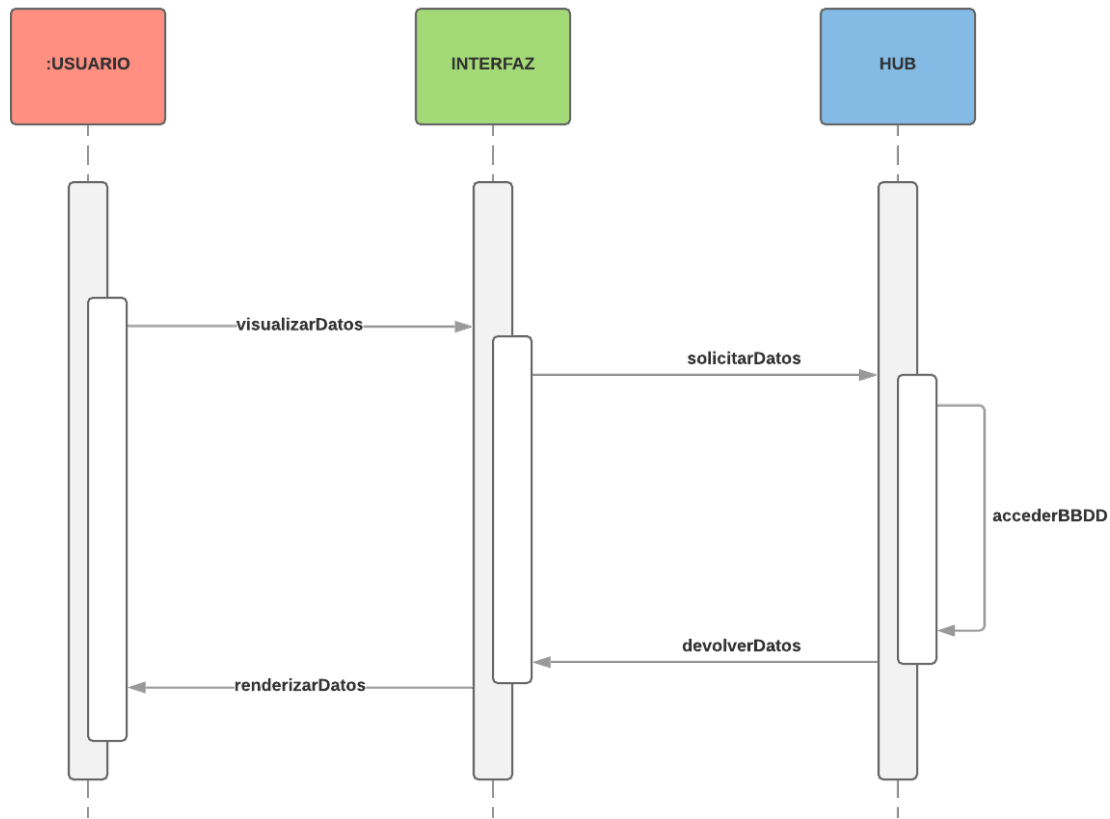 :USUARIO
INTERFAZ
HUB
visualizarDatos
solicitarDatos
accederBBDD
devolverDatos
renderizarDatos